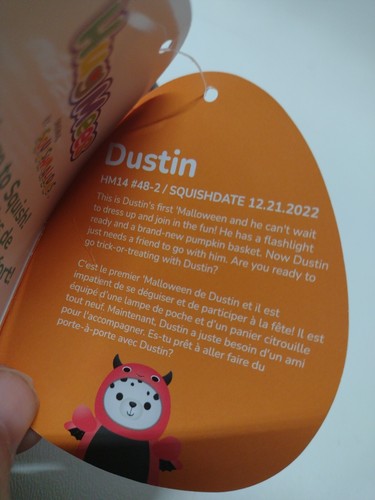 HugMees
to Squish!
Dustin
HM14 #48-2 / SQUISHDATE 12.21.2022
This is Dustin's first 'Malloween and he can't wait
to dress up and join in the fun! He has a flashlight
ready and a brand-new pumpkin basket. Now Dustin
just needs a friend to go with him. Are you ready to
go trick-or-treating with Dustin?
C'est le premier 'Malloween de Dustin et il est
impatient de se déguiser et de participer à la fête! Il est
équipé d'une lampe de poche et d'un panier citrouille
tout neuf. Maintenant, Dustin a juste besoin d'un ami
pour l'accompagner. Es-tu prêt à aller faire du
porte-à-porte avec Dustin?